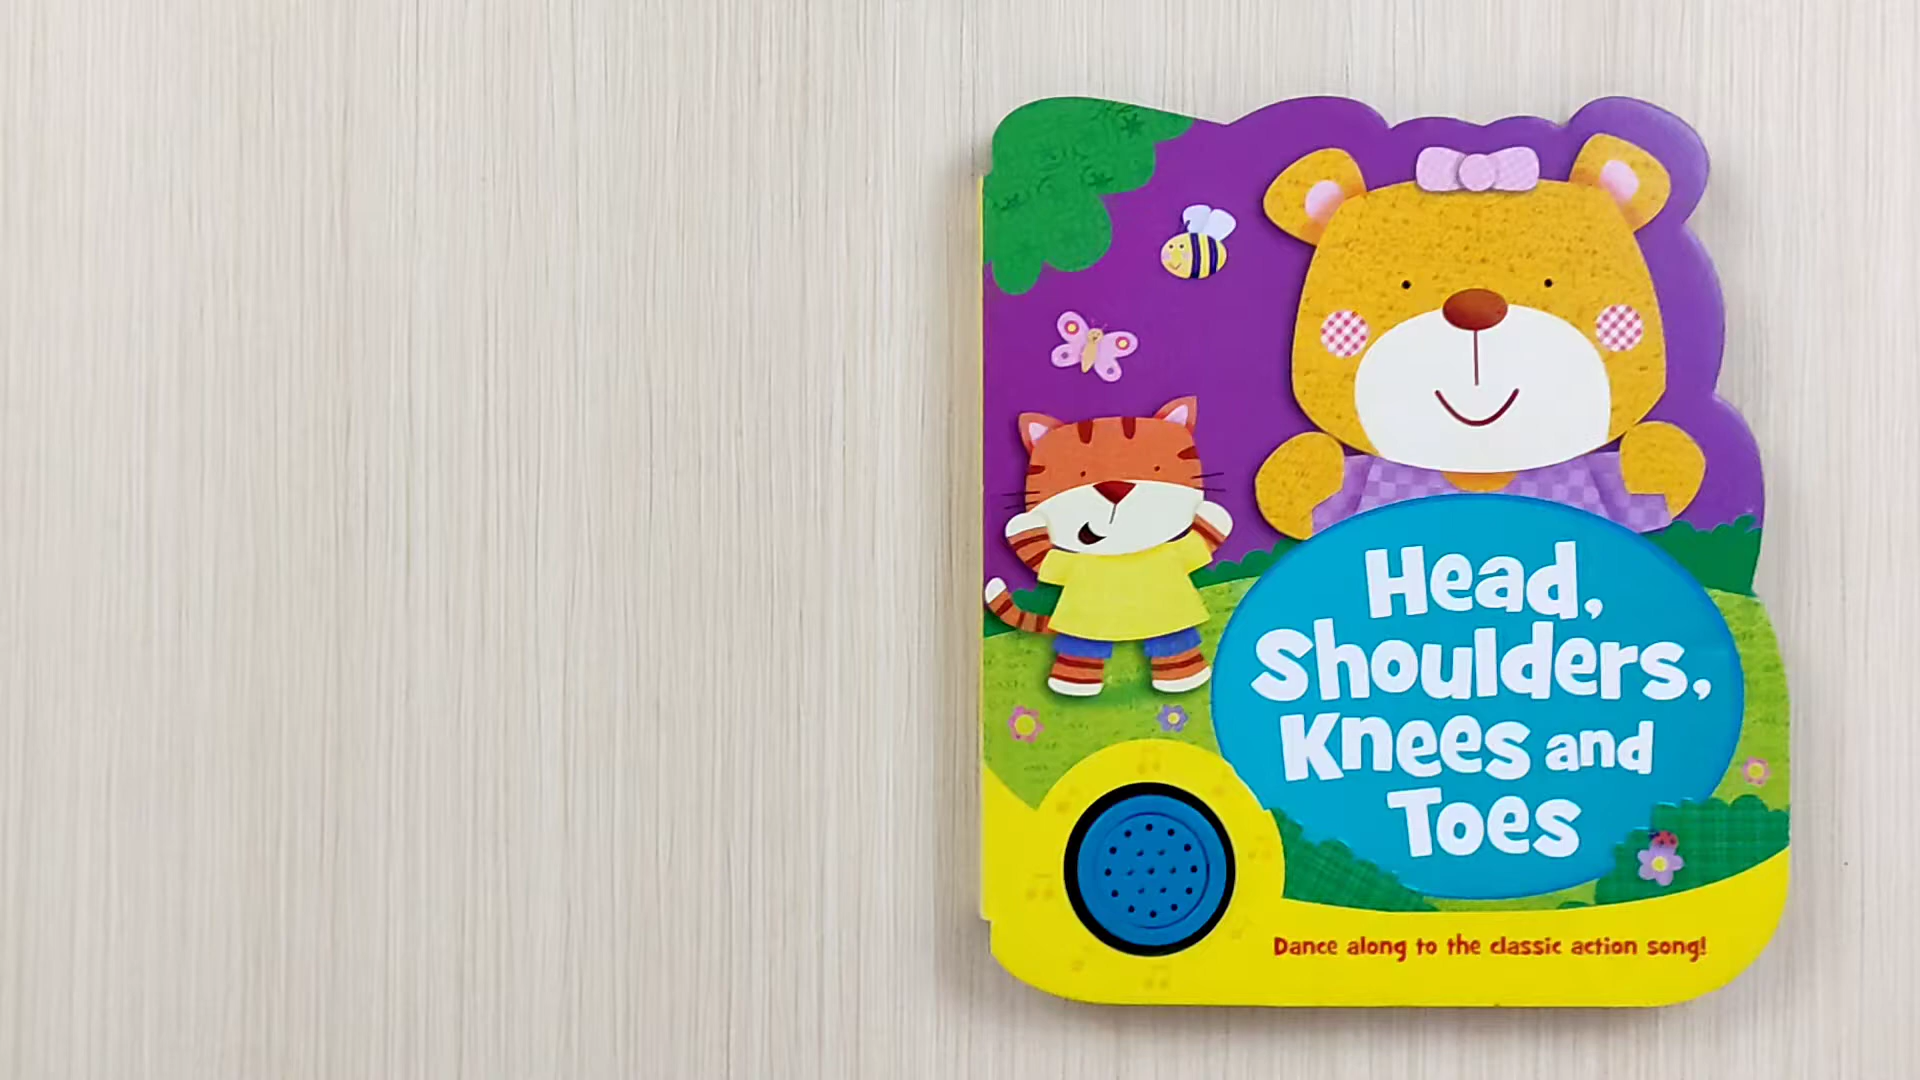 Head,
Shoulders,
Knees and
Toes
Dance along to the classic action song!